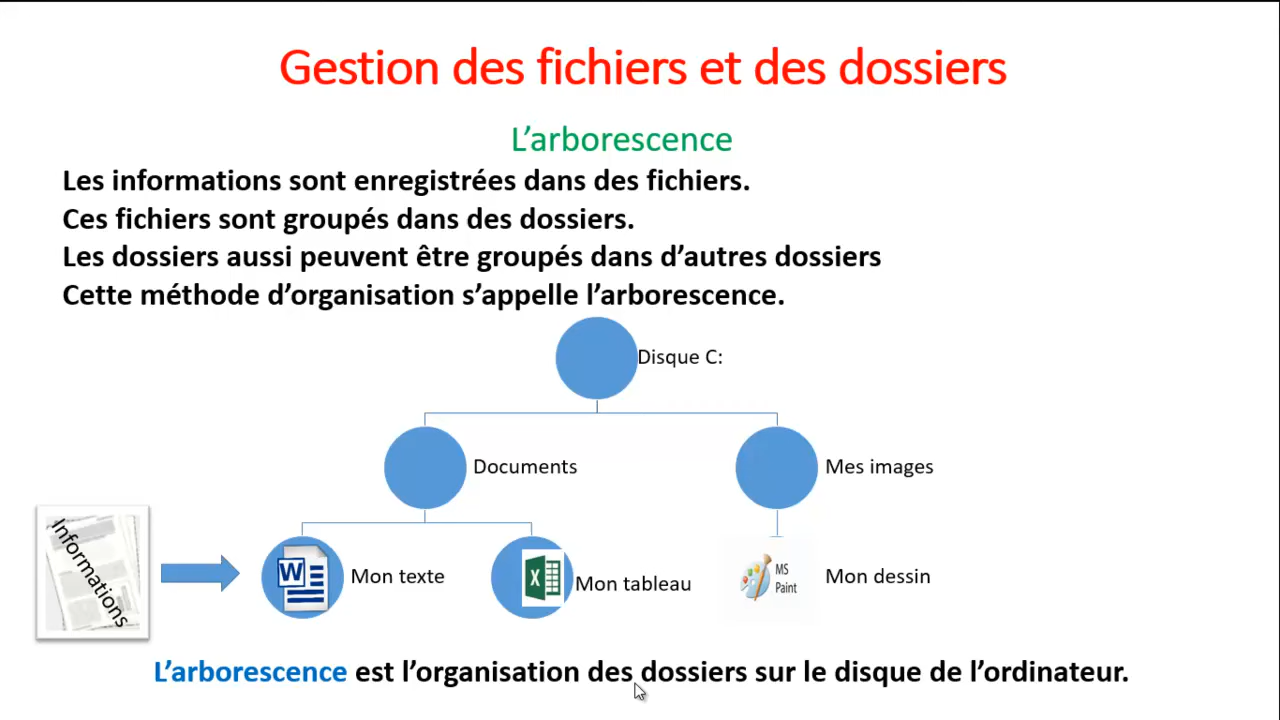 Gestion des fichiers et des dossiers
L’arborescence
Les informations sont enregistrées dans des fichiers.
Ces fichiers sont groupés dans des dossiers.
Les dossiers aussi peuvent être groupés dans d’autres dossiers
Cette méthode d’organisation s’appelle l’arborescence.
Disque C:
Documents
Mes images
Informations
W
Mon texte
X
Mon tableau
MS
Paint
Mon dessin
L’arborescence est l’organisation des dossiers sur le disque de l’ordinateur.